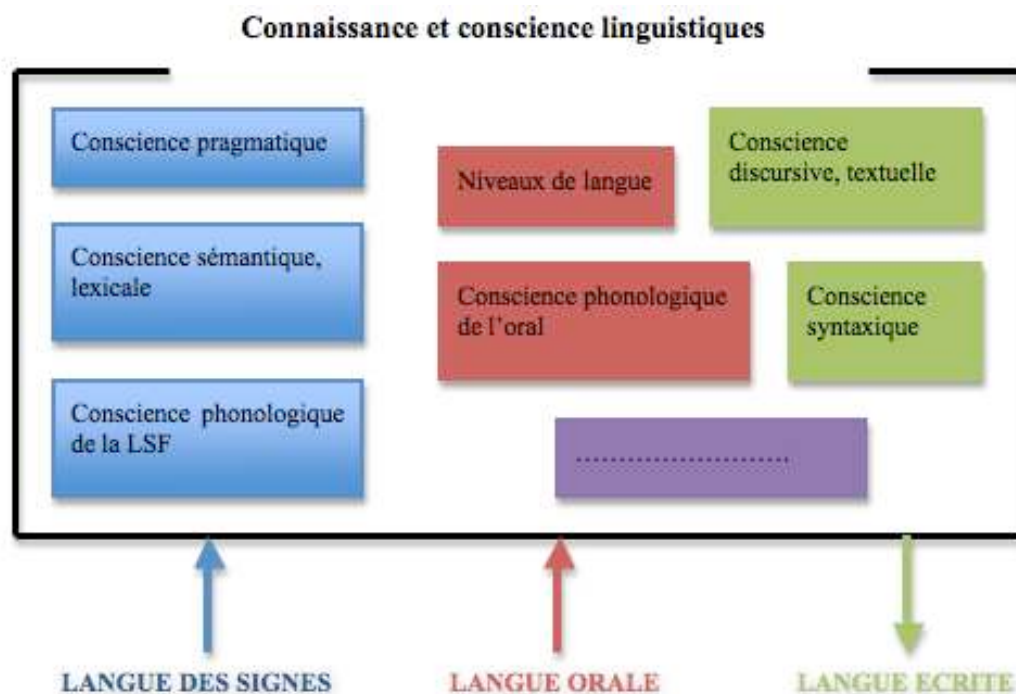 Connaissance et conscience linguistiques
Conscience pragmatique
Conscience sémantique,
lexicale
Conscience phonologique
de la LSF
Niveaux de langue
Conscience phonologique
de l'oral
Conscience
discursive, textuelle
Conscience
syntaxique
...........................
LANGUE DES SIGNES
LANGUE ORALE
LANGUE ECRITE